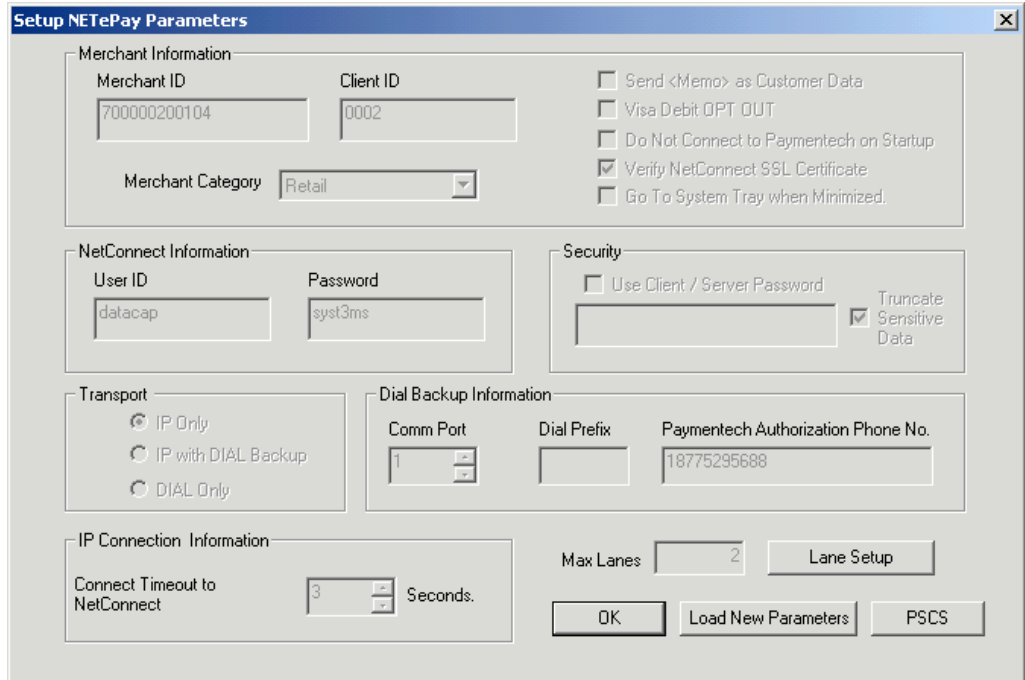 Setup NETePay Parameters
Merchant Information
Merchant ID
Client ID
700000200104
0002
Merchant Category
Retail
Send <Memo> as Customer Data
Visa Debit OPT OUT
Do Not Connect to Paymentech on Startup
Verify NetConnect SSL Certificate
Go To System Tray when Minimized.
NetConnect Information
User ID
Password
datacap
syst3ms
Security
Use Client / Server Password
Truncate
Sensitive
Data
Transport
IP Only
IP with DIAL Backup
DIAL Only
Dial Backup Information
Comm Port
Dial Prefix
Paymentech Authorization Phone No.
1
18775295688
IP Connection Information
Connect Timeout to
NetConnect
3
Seconds.
Max Lanes
2
Lane Setup
OK
Load New Parameters
PSCS